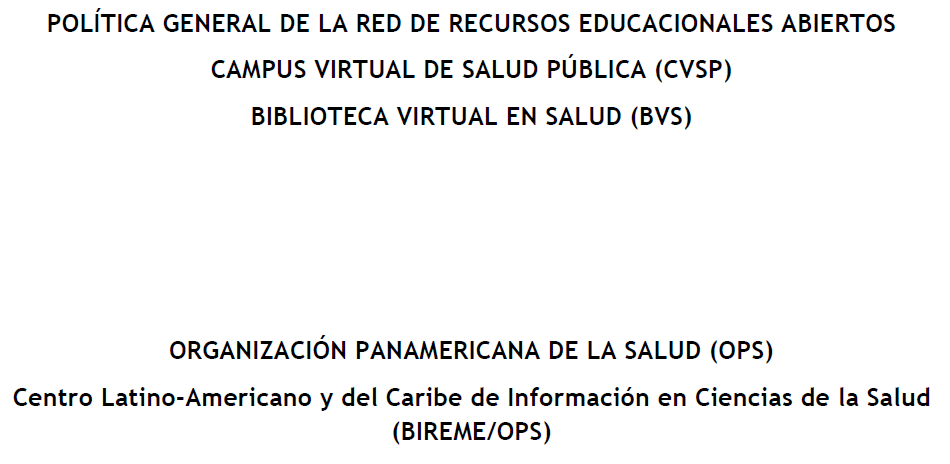 POLÍTICA GENERAL DE LA RED DE RECURSOS EDUCACIONALES ABIERTOS
CAMPUS VIRTUAL DE SALUD PÚBLICA (CVSP)
BIBLIOTECA VIRTUAL EN SALUD (BVS)
ORGANIZACIÓN PANAMERICANA DE LA SALUD (OPS)
Centro Latino-Americano y del Caribe de Información en Ciencias de la Salud
(BIREME/OPS)